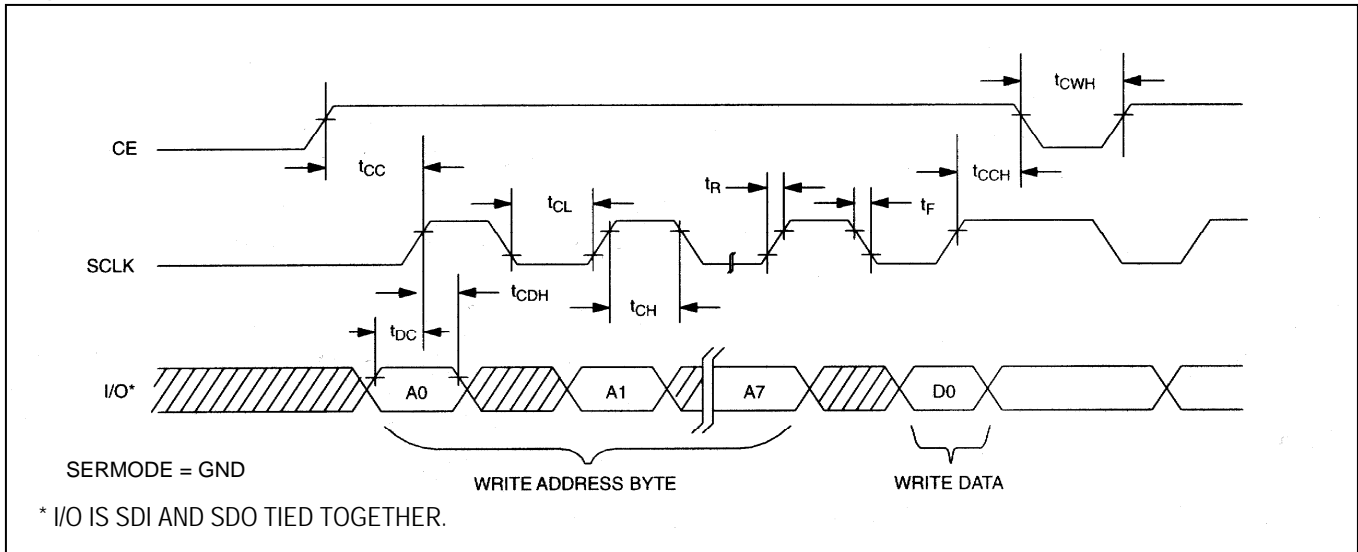 tCWH
CE
tCC
tCCH
tR
tF
tCL
SCLK
tCDH
tCH
tDC
I/O*
A0
A1
A7
D0
SERMODE = GND
WRITE ADDRESS BYTE
WRITE DATA
* I/O IS SDI AND SDO TIED TOGETHER.